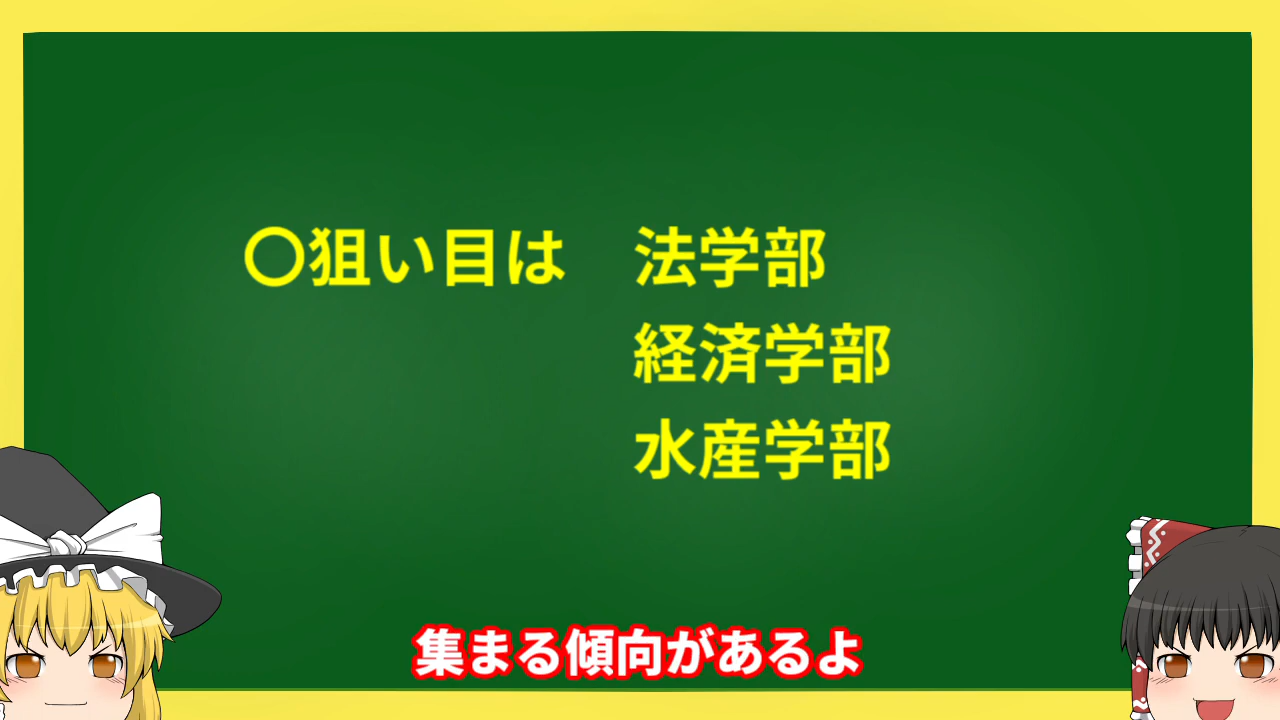 〇狙い目は　法学部
経済学部
水産学部
集まる傾向があるよ